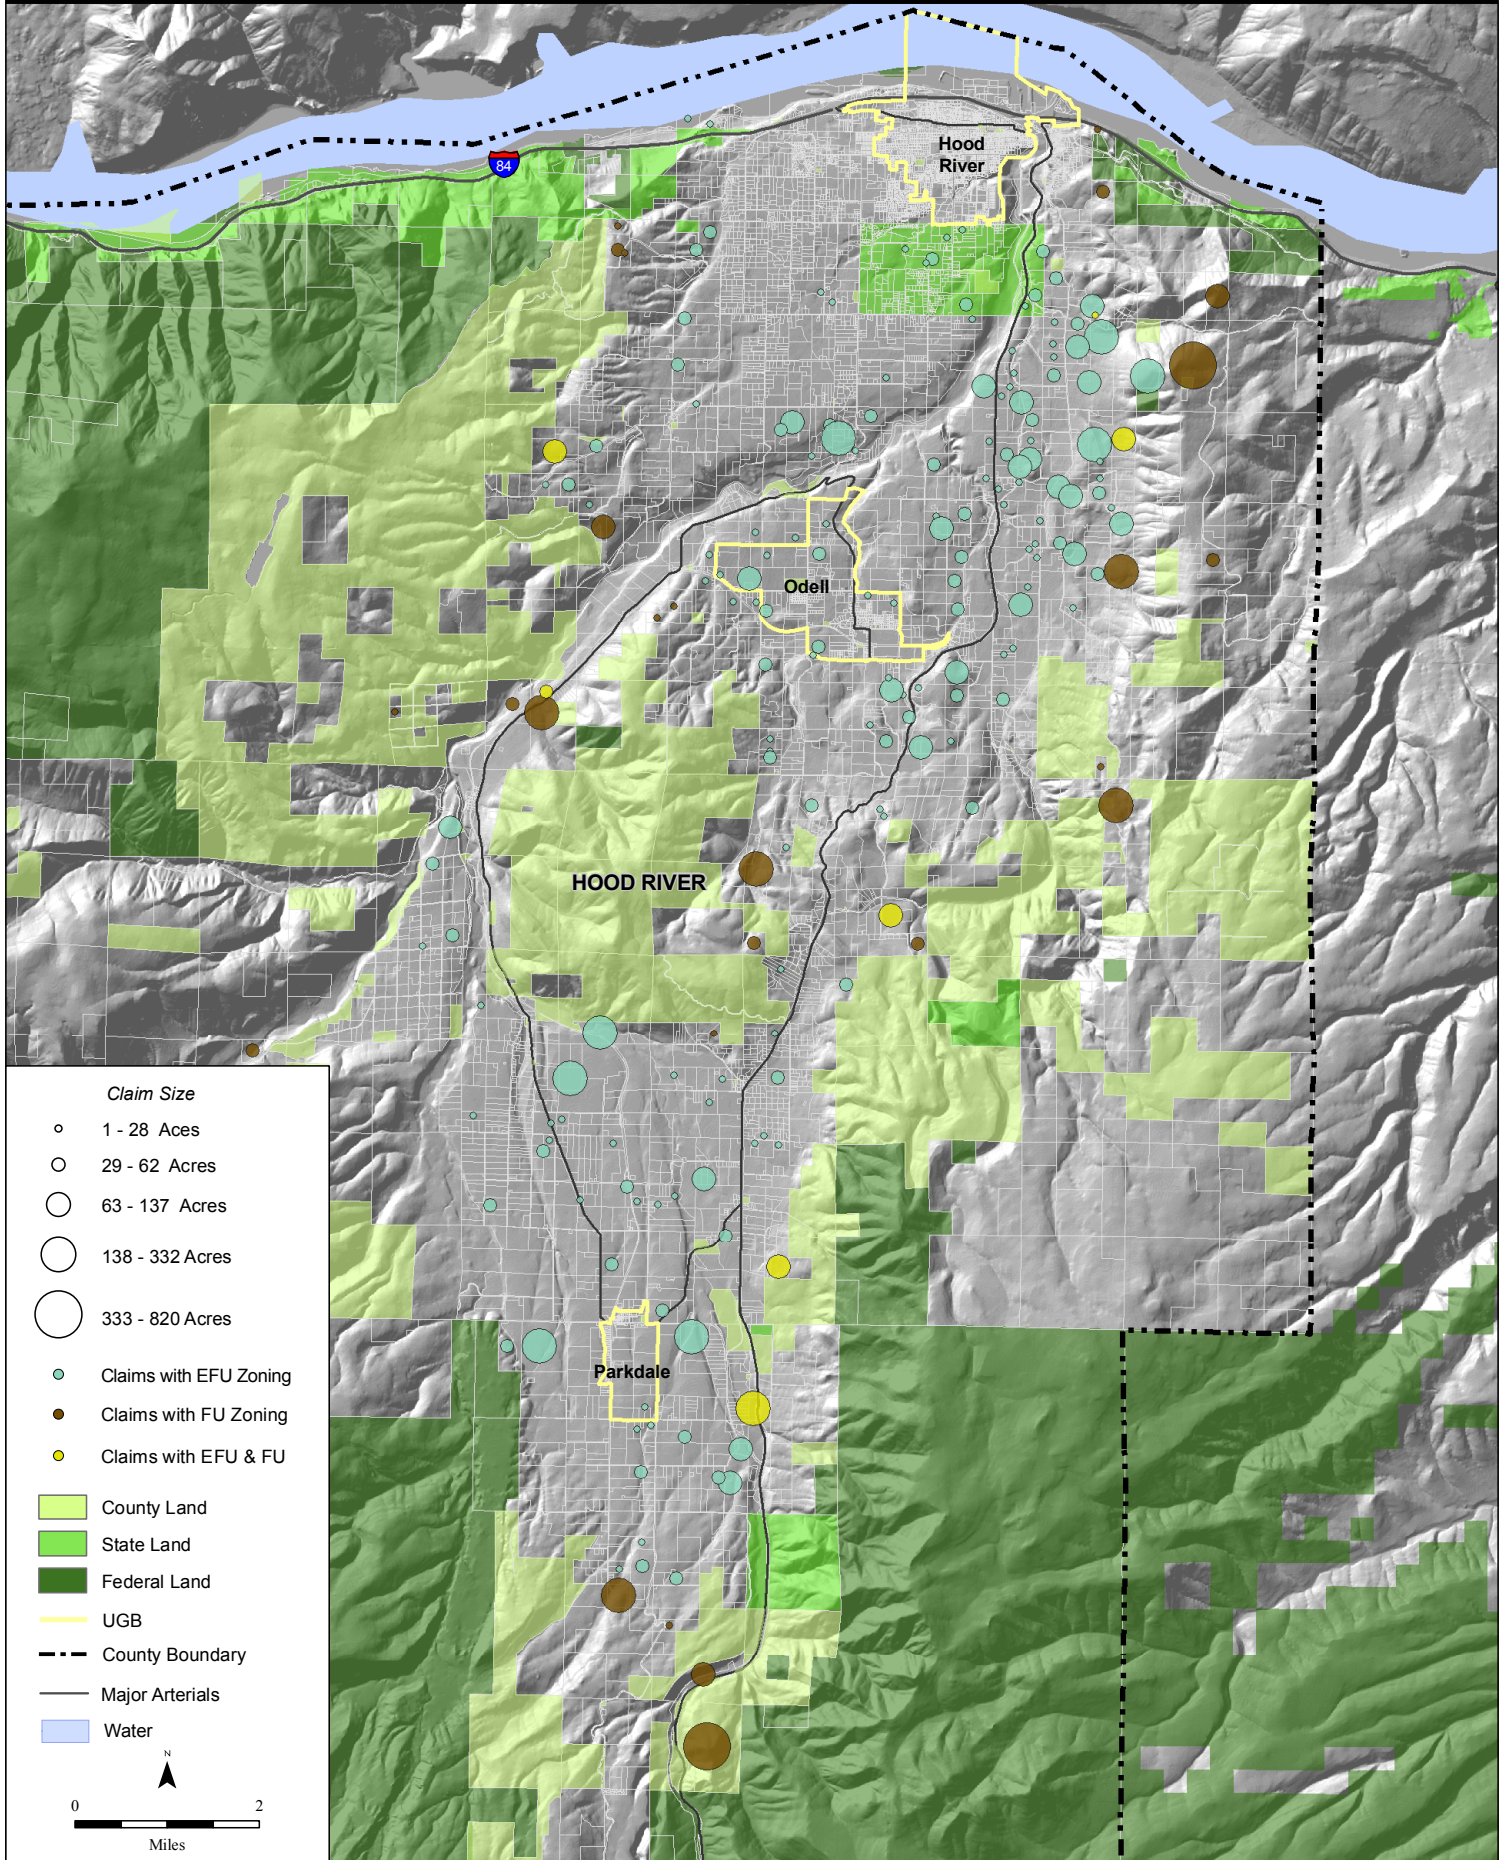 Hood
River
84
Odell
HOOD RIVER
Parkdale
Claim Size
1 - 28 Aces
29 - 62 Acres
63 - 137 Acres
138 - 332 Acres
333 - 820 Acres
Claims with EFU Zoning
Claims with FU Zoning
Claims with EFU & FU
County Land
State Land
Federal Land
UGB
County Boundary
Major Arterials
Water
N
0 2
Miles